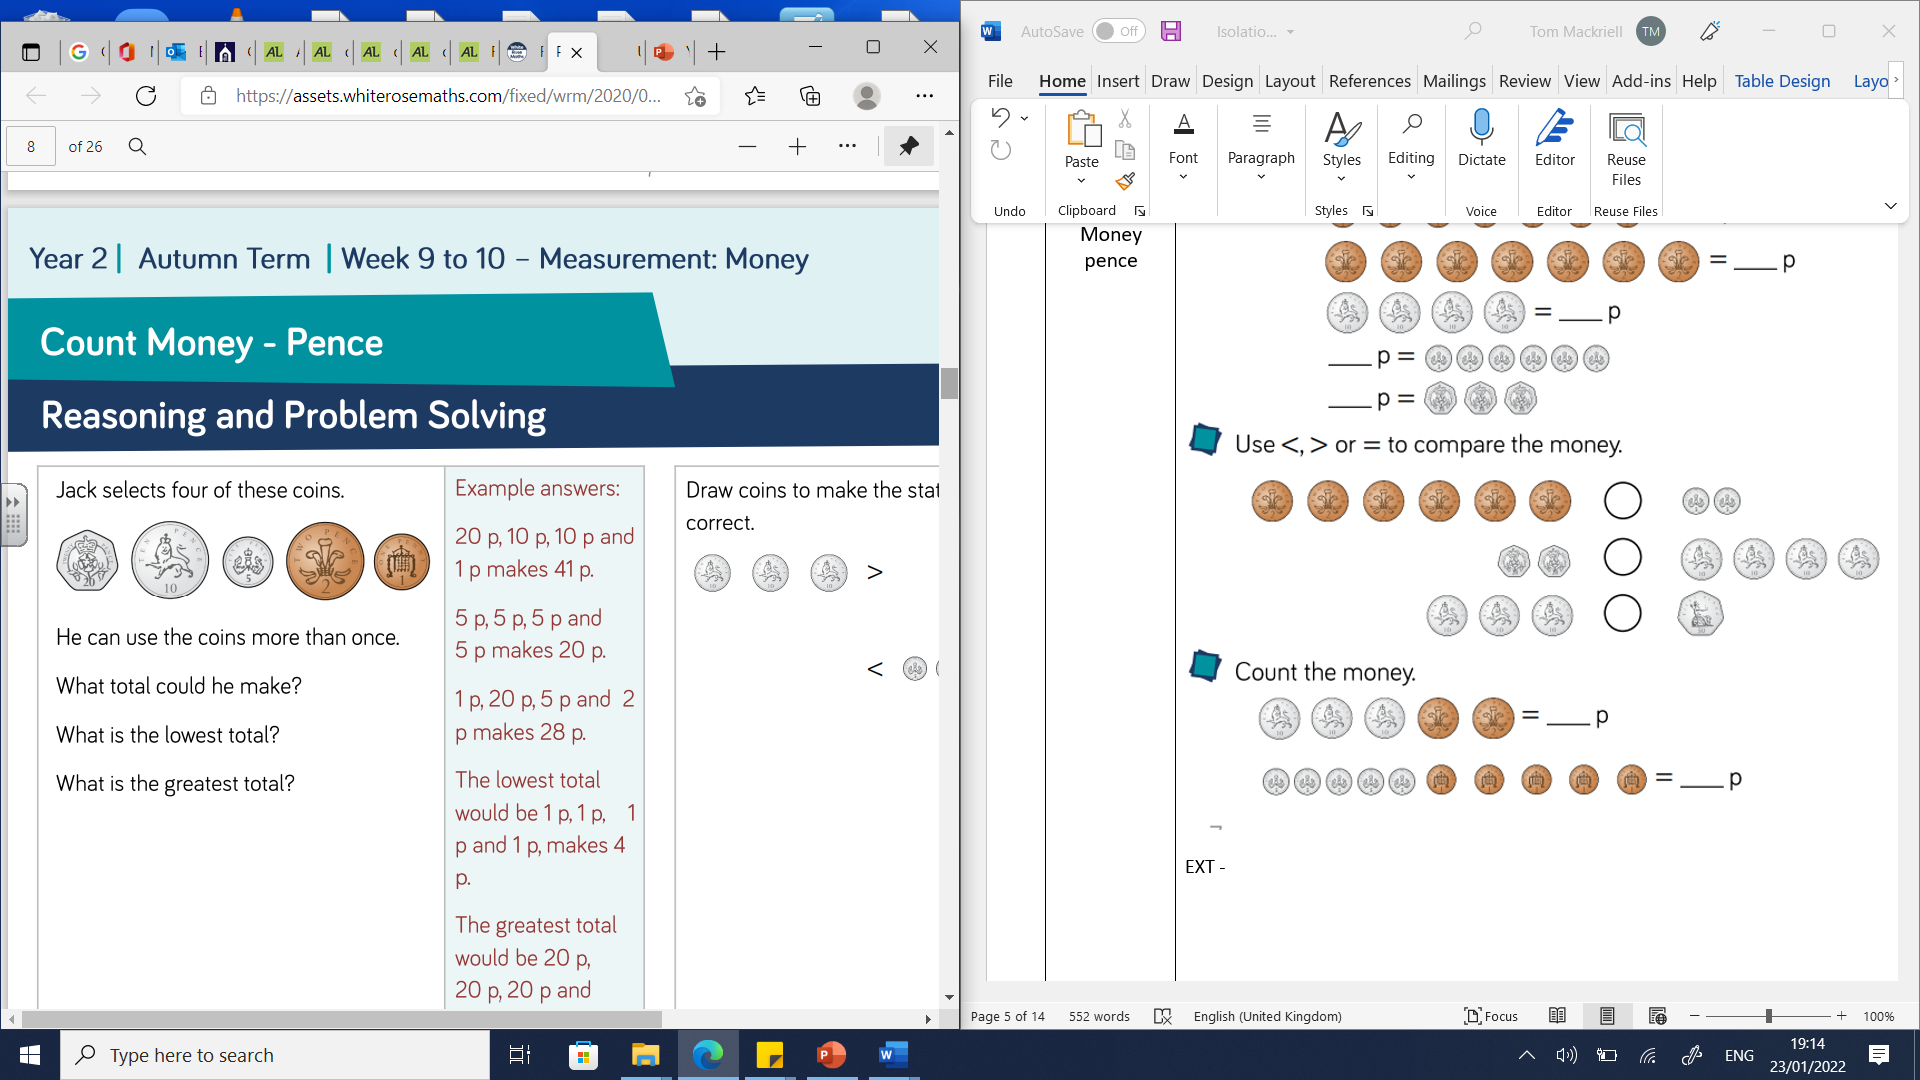 https://assets.whiterosemaths.com/fixed/wrm/2020/0...
8 of 26
Year 2 | Autumn Term | Week 9 to 10 – Measurement: Money
Count Money - Pence
Reasoning and Problem Solving
Jack selects four of these coins.
He can use the coins more than once.
What total could he make?
What is the lowest total?
What is the greatest total?
Example answers:
20 p, 10 p, 10 p and
1 p makes 41 p.
5 p, 5 p, 5 p and
5 p makes 20 p.
1 p, 20 p, 5 p and 2
p makes 28 p.
The lowest total
would be 1 p, 1 p, 1
p and 1 p, makes 4
p.
The greatest total
would be 20 p,
20 p, 20 p and
Draw coins to make the stat
correct.
>
<
AutoSave Off
Isolatio...
Tom Mackriell TM
File Home Insert Draw Design Layout References Mailings Review View Add-ins Help Table Design Layo
Paste
Font
Paragraph
Styles
Editing
Dictate
Editor
Reuse
Files
Undo Clipboard Styles Voice Editor Reuse Files
Money
pence
= ___ p
= ___ p
___ p =
___ p =
Use <, > or = to compare the money.
Count the money.
= ___ p
= ___ p
EXT -
Page 5 of 14 552 words English (United Kingdom) Focus 100%
Type here to search
ENG
19:14
23/01/2022